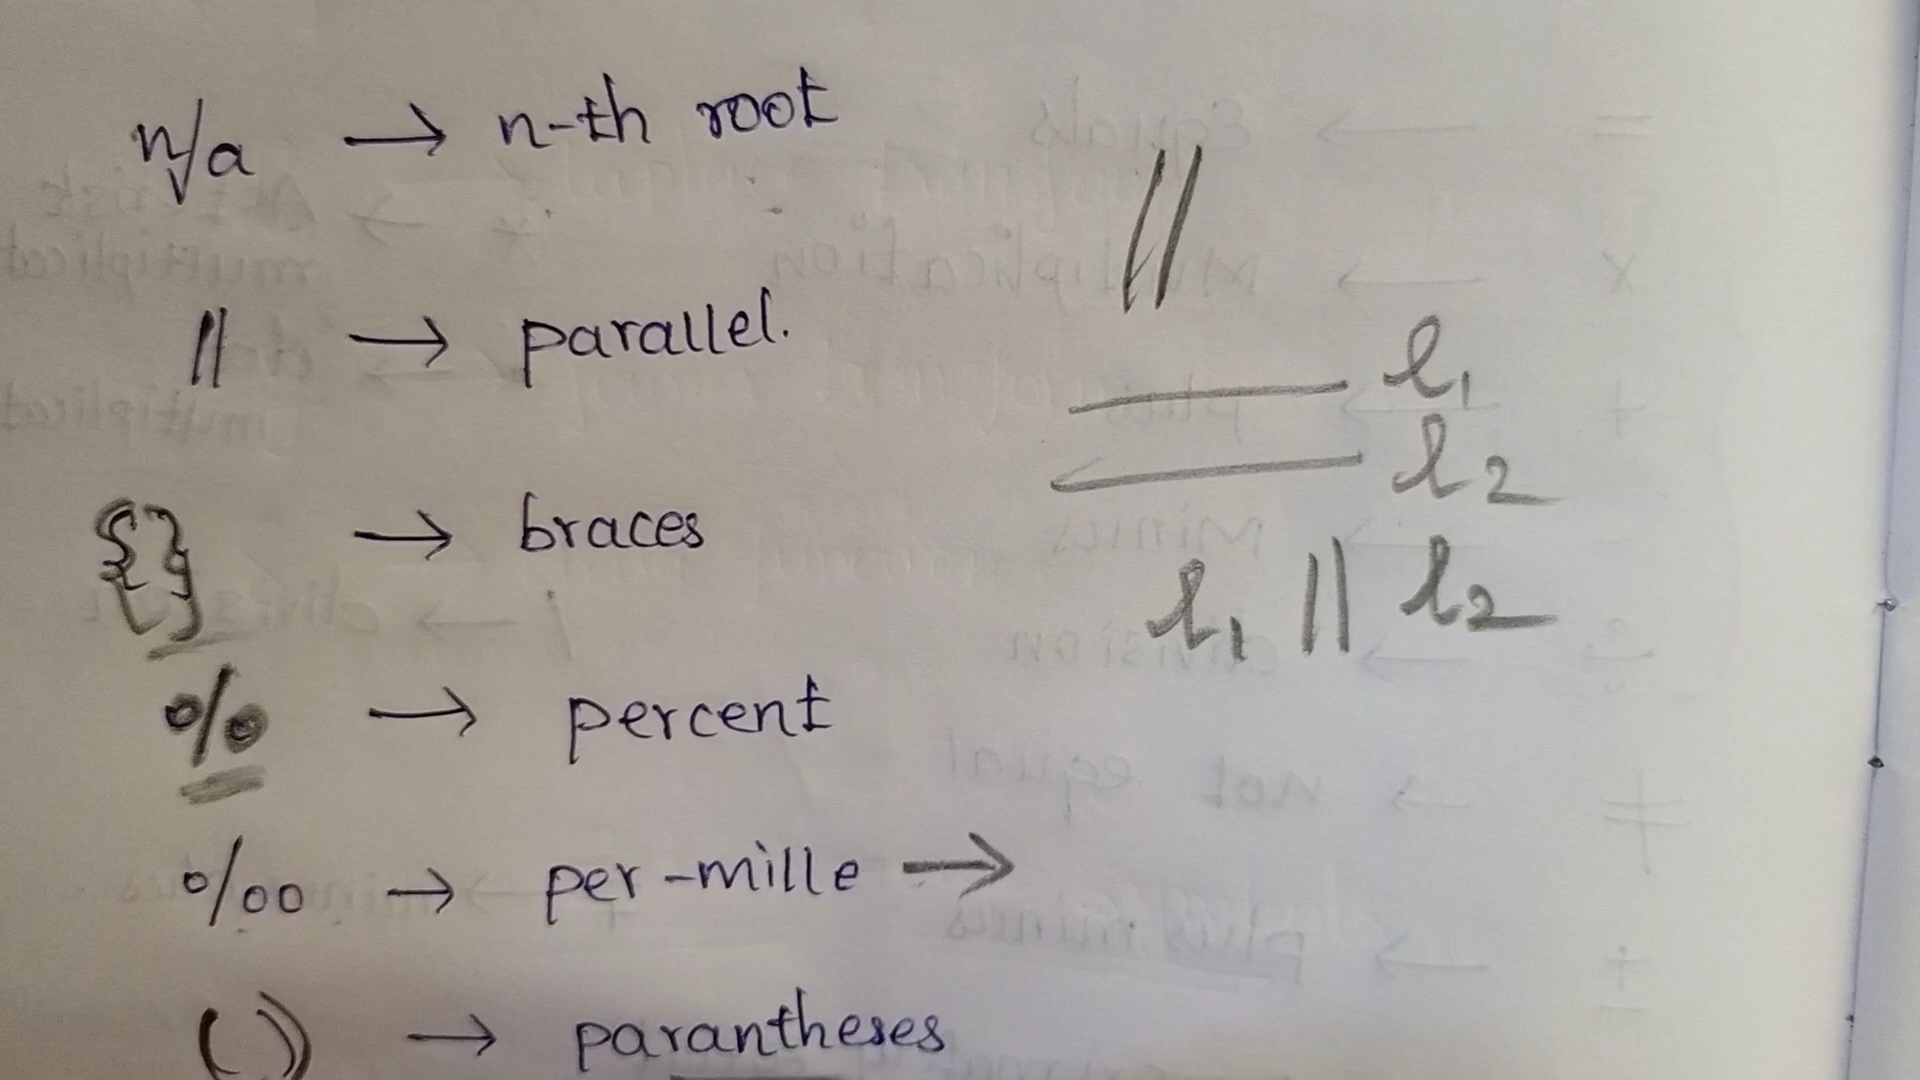 n√a → n-th root
|| → parallel.
{} → braces
% → percent
‰ → per-mille →
() → parantheses
||
l₁
l₂
l₁ || l₂